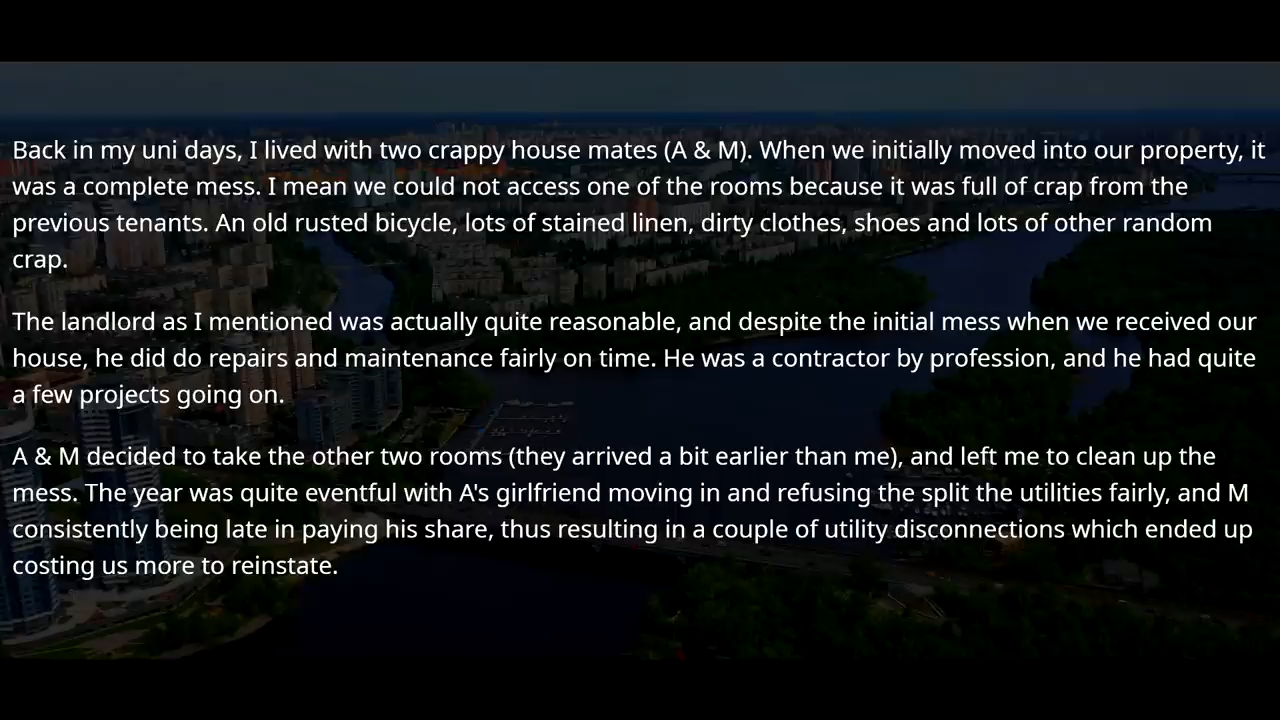 Back in my uni days, I lived with two crappy house mates (A & M). When we initially moved into our property, it
was a complete mess. I mean we could not access one of the rooms because it was full of crap from the
previous tenants. An old rusted bicycle, lots of stained linen, dirty clothes, shoes and lots of other random
crap.
The landlord as I mentioned was actually quite reasonable, and despite the initial mess when we received our
house, he did do repairs and maintenance fairly on time. He was a contractor by profession, and he had quite
a few projects going on.
A & M decided to take the other two rooms (they arrived a bit earlier than me), and left me to clean up the
mess. The year was quite eventful with A's girlfriend moving in and refusing the split the utilities fairly, and M
consistently being late in paying his share, thus resulting in a couple of utility disconnections which ended up
costing us more to reinstate.